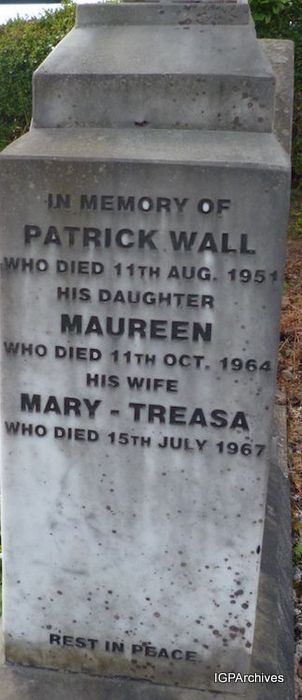 IN MEMORY OF
PATRICK WALL
WHO DIED 11TH AUG. 1951
HIS DAUGHTER
MAUREEN
WHO DIED 11TH OCT. 1964
HIS WIFE
MARY - TREASA
WHO DIED 15TH JULY 1967
REST IN PEACE
IGPArchives